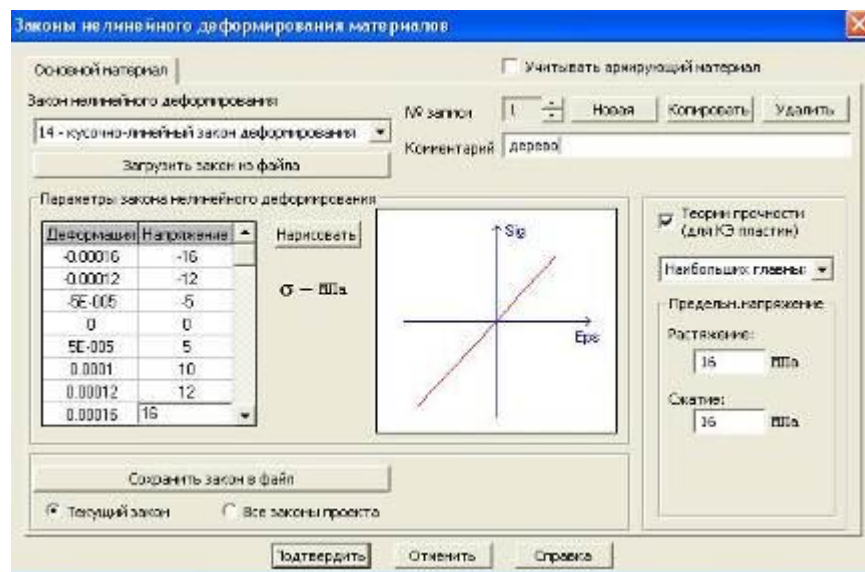 Законы нелинейного деформирования материалов
Основной материал
Учитывать армирующий материал
Закон нелинейного деформирования
14 - кусочно-линейный закон деформирования
Загрузить закон из файла
№ записи 1 Новая Копировать Удалить
Комментарий дерево
Параметры закона нелинейного деформирования
Деформация Напряжение
-0.00016 -16
-0.00012 -12
-5E-005 -5
0 0
5E-005 5
0.0001 10
0.00012 12
0.00016 16
Нарисовать
σ – МПа
Sig
Eps
Теории прочности
(для КЭ пластин)
Наибольших главны
Предельн.напряжение
Растяжение:
16 МПа
Сжатие:
16 МПа
Сохранить закон в файл
Текущий закон Все законы проекта
Подтвердить Отменить Справка